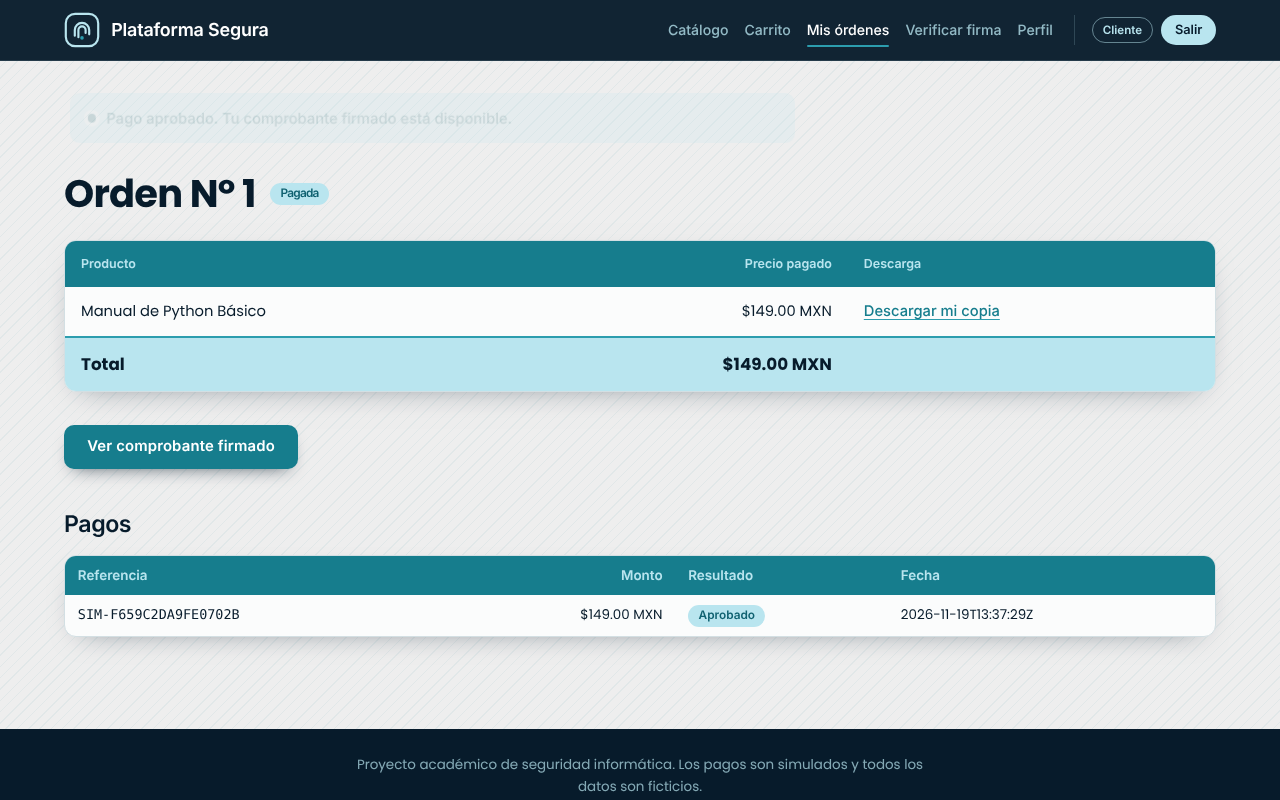 Plataforma Segura
Catálogo Carrito Mis órdenes Verificar firma Perfil Cliente Salir
Pago aprobado. Tu comprobante firmado está disponible.
Orden Nº 1 Pagada
Producto Precio pagado Descarga
Manual de Python Básico $149.00 MXN Descargar mi copia
Total $149.00 MXN
Ver comprobante firmado
Pagos
Referencia Monto Resultado Fecha
SIM-F659C2DA9FE0702B $149.00 MXN Aprobado 2026-11-19T13:37:29Z
Proyecto académico de seguridad informática. Los pagos son simulados y todos los
datos son ficticios.